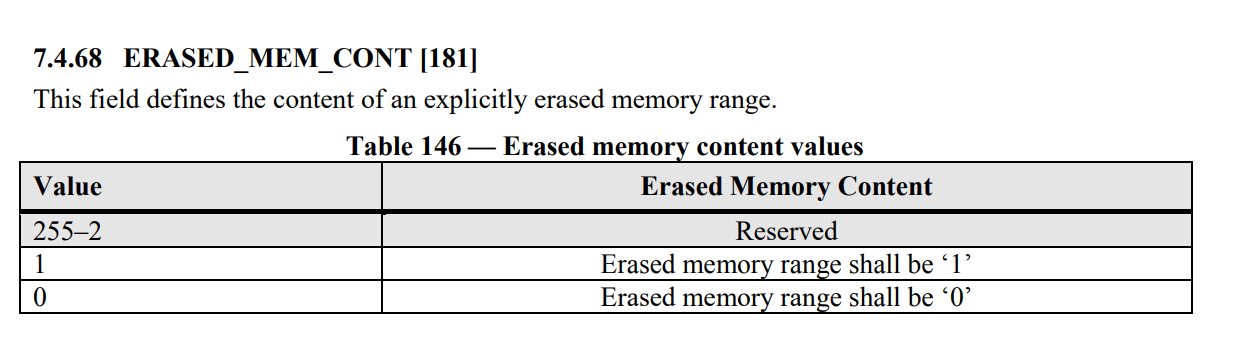 7.4.68 ERASED_MEM_CONT [181]
This field defines the content of an explicitly erased memory range.
Table 146 — Erased memory content values
Value Erased Memory Content
255–2 Reserved
1 Erased memory range shall be ‘1’
0 Erased memory range shall be ‘0’